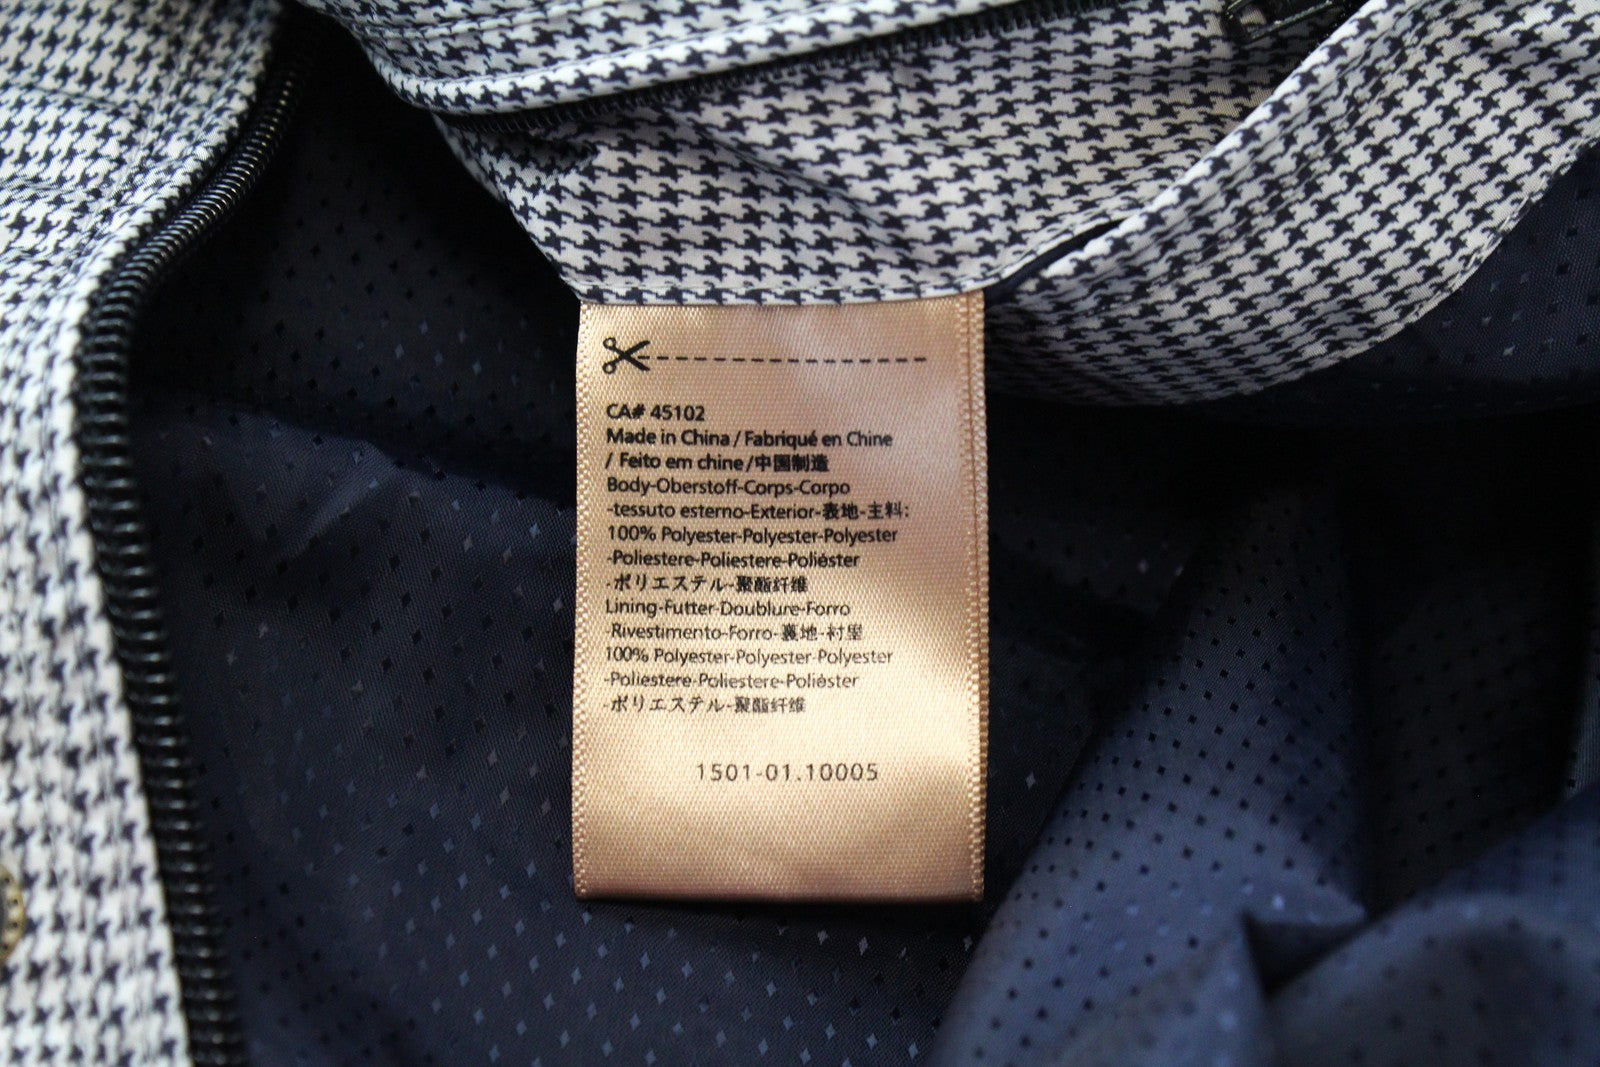 CA# 45102
Made in China / Fabriqué en Chine
/ Feito em chine /中国制造
Body-Oberstoff-Corps-Corpo
-tessuto esterno-Exterior-表地-主料:
100% Polyester-Polyester-Polyester
-Poliestere-Poliestere-Poliéster
-ポリエステル-聚酯纤维
Lining-Futter-Doublure-Forro
-Rivestimento-Forro-裏地-衬里
100% Polyester-Polyester-Polyester
-Poliestere-Poliestere-Poliéster
-ポリエステル-聚酯纤维
1501-01.10005